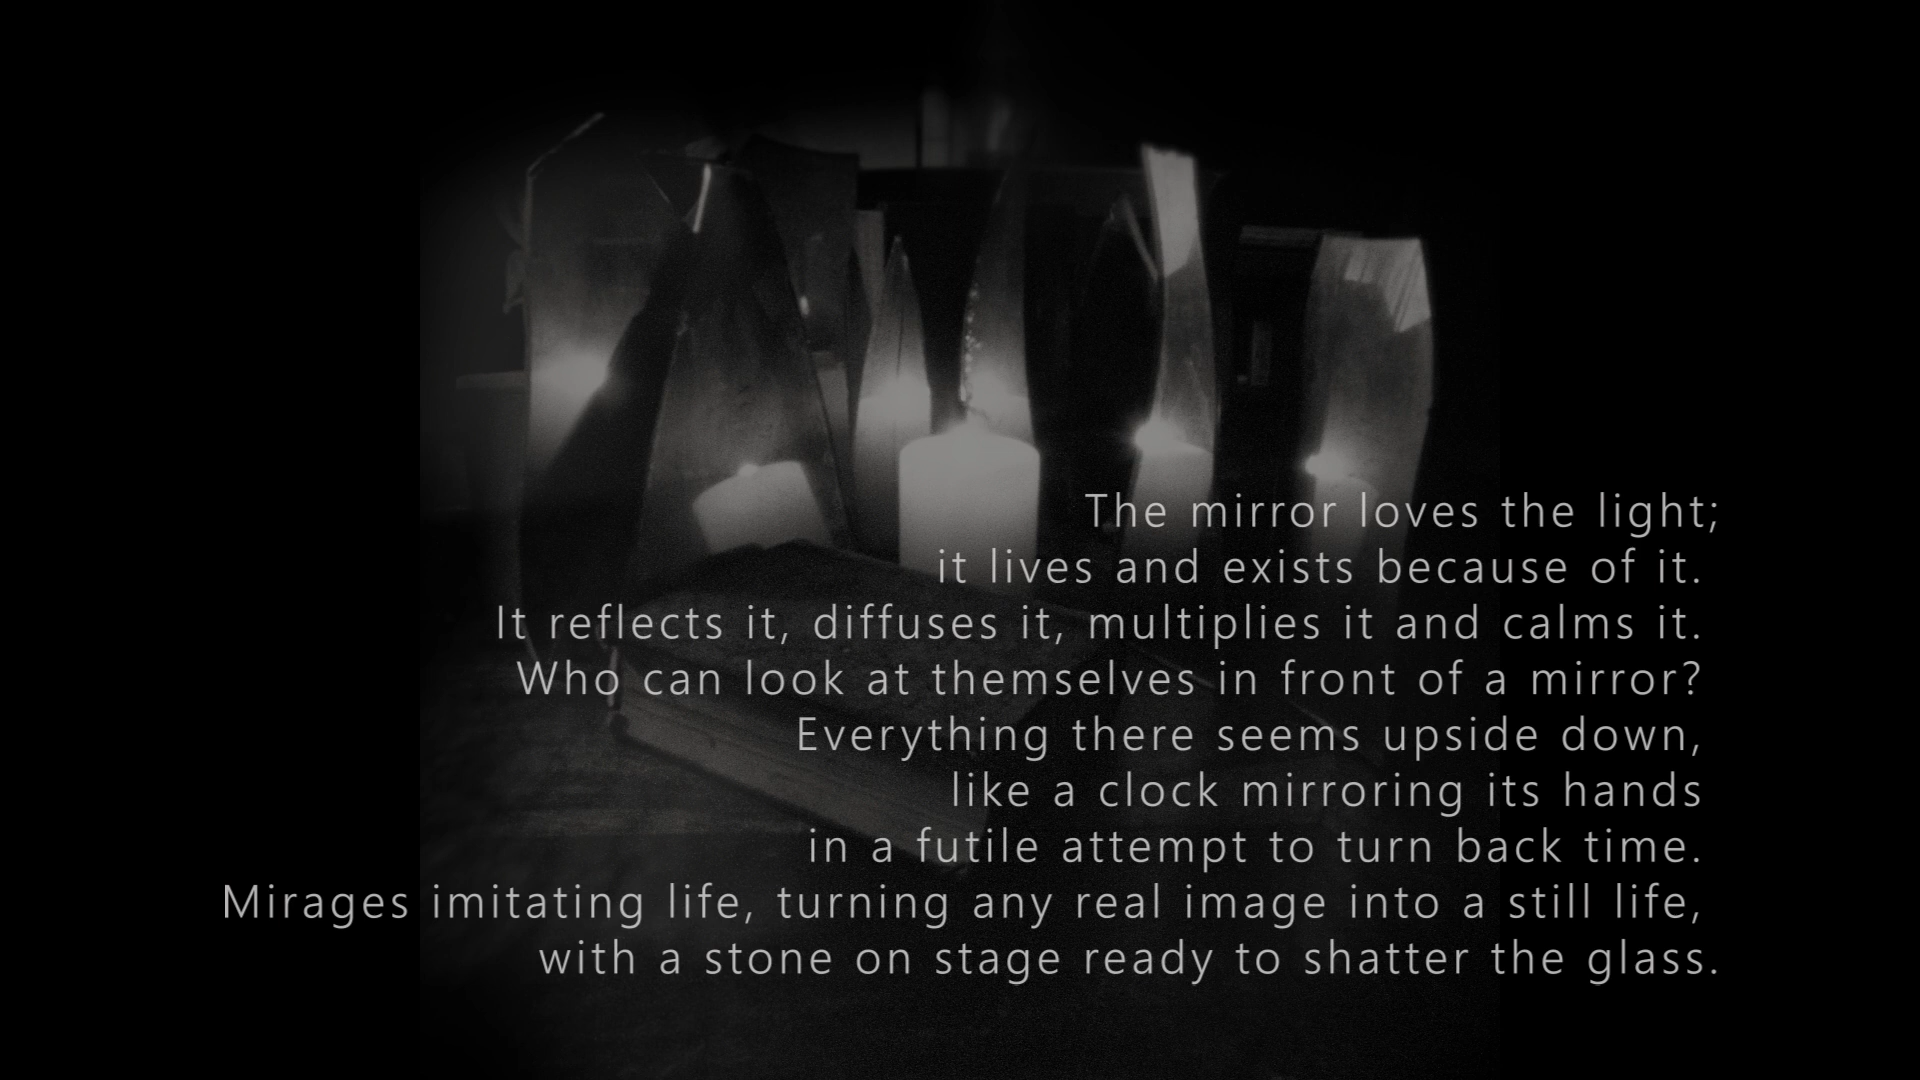 The mirror loves the light;
it lives and exists because of it.
It reflects it, diffuses it, multiplies it and calms it.
Who can look at themselves in front of a mirror?
Everything there seems upside down,
like a clock mirroring its hands
in a futile attempt to turn back time.
Mirages imitating life, turning any real image into a still life,
with a stone on stage ready to shatter the glass.